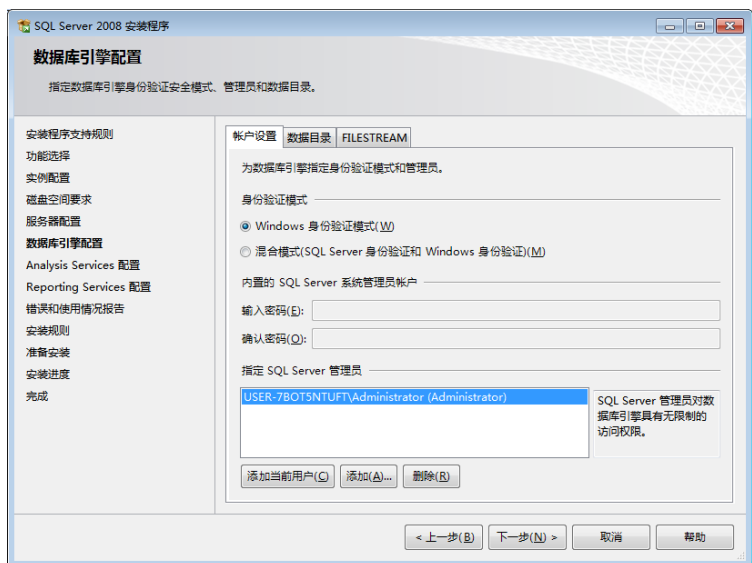 SQL Server 2008 安装程序
数据库引擎配置
指定数据库引擎身份验证安全模式、管理员和数据目录。
安装程序支持规则
功能选择
实例配置
磁盘空间要求
服务器配置
数据库引擎配置
Analysis Services 配置
Reporting Services 配置
错误和使用情况报告
安装规则
准备安装
安装进度
完成
帐户设置 数据目录 FILESTREAM
为数据库引擎指定身份验证模式和管理员。
身份验证模式
Windows 身份验证模式(W)
混合模式(SQL Server 身份验证和 Windows 身份验证)(M)
内置的 SQL Server 系统管理员帐户
输入密码(E):
确认密码(O):
指定 SQL Server 管理员
USER-7BOT5NTUFT\Administrator (Administrator)
SQL Server 管理员对数
据库引擎具有无限制的
访问权限。
添加当前用户(C) 添加(A)... 删除(R)
< 上一步(B) 下一步(N) > 取消 帮助